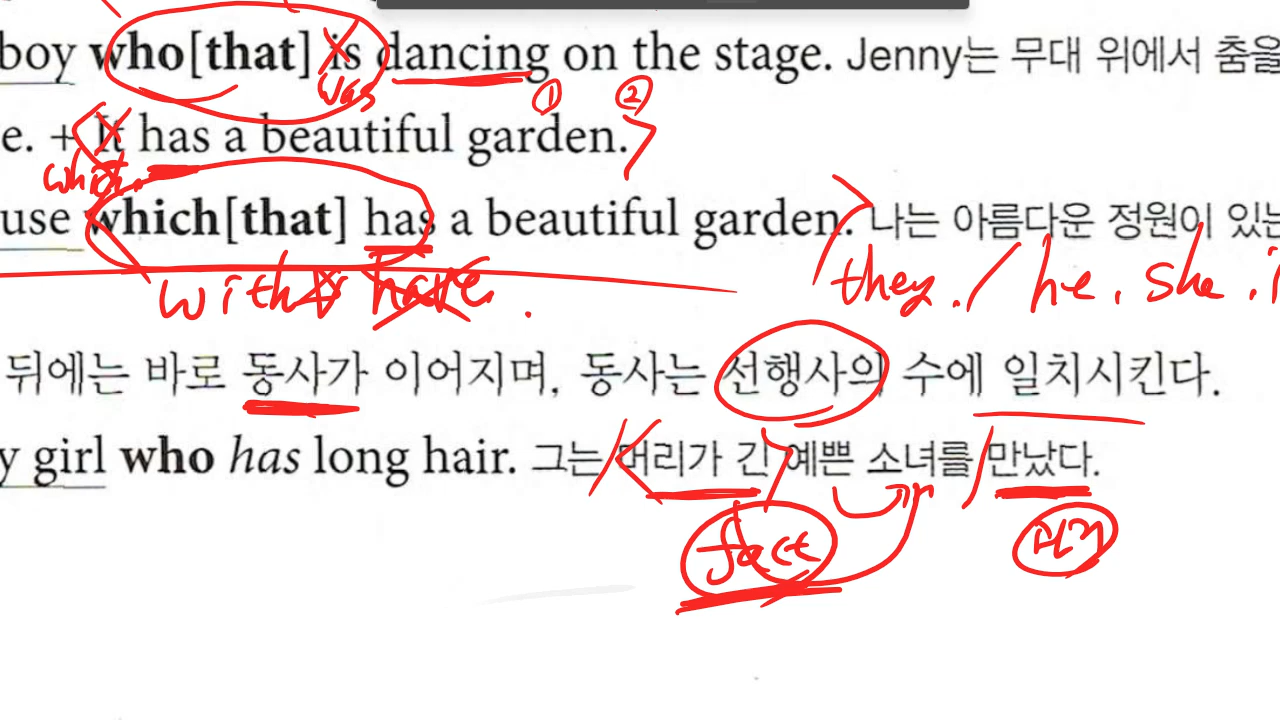 boy who[that] is dancing on the stage. Jenny는 무대 위에서 춤을
was ① ②
e. + It has a beautiful garden.
which
use which[that] has a beautiful garden. 나는 아름다운 정원이 있는
with have. they. / he. she. i
뒤에는 바로 동사가 이어지며, 동사는 선행사의 수에 일치시킨다.
y girl who has long hair. 그는 머리가 긴 예쁜 소녀를 만났다.
fact 과거